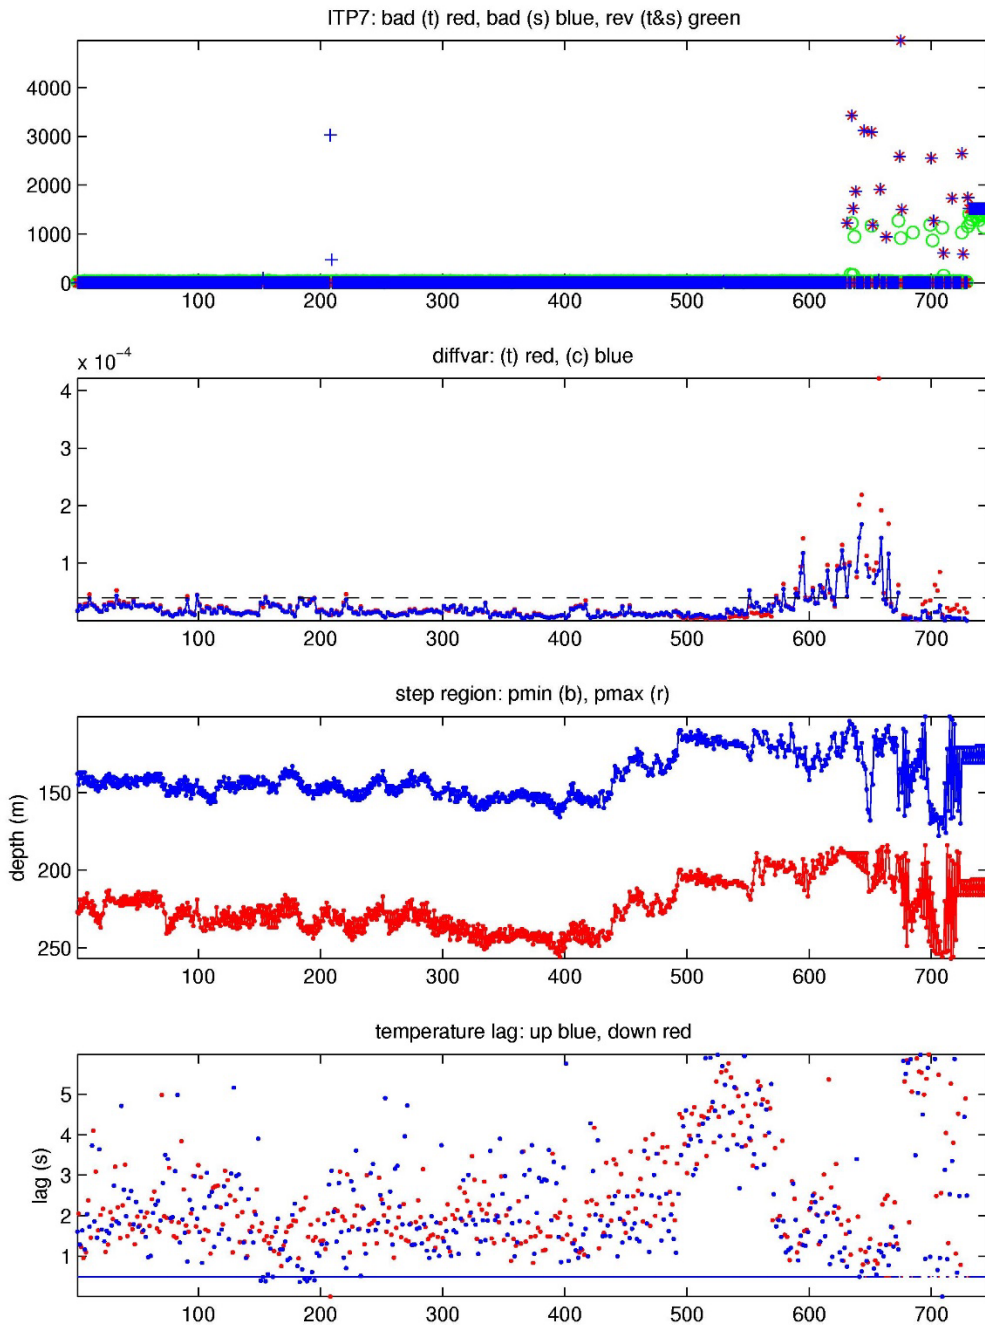 ITP7: bad (t) red, bad (s) blue, rev (t&s) green
4000
3000
2000
1000
0
100 200 300 400 500 600 700
x 10^-4
diffvar: (t) red, (c) blue
4
3
2
1
100 200 300 400 500 600 700
step region: pmin (b), pmax (r)
depth (m)
150
200
250
100 200 300 400 500 600 700
temperature lag: up blue, down red
lag (s)
5
4
3
2
1
100 200 300 400 500 600 700